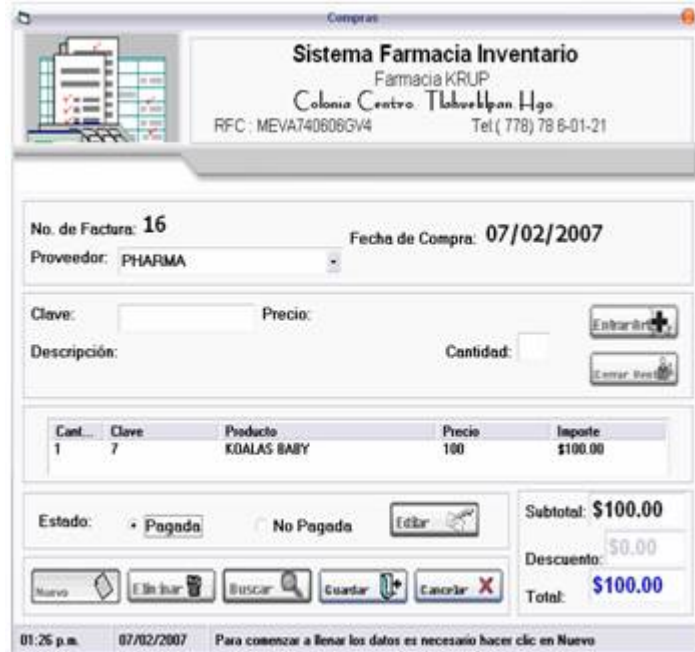 Compras
Sistema Farmacia Inventario
Farmacia KRUP
Colonia Centro. Tlahuelilpan Hgo.
RFC : MEVA740606GV4 Tel ( 778) 78 6-01-21
No. de Factura: 16
Fecha de Compra: 07/02/2007
Proveedor: PHARMA
Clave: Precio:
Descripción: Cantidad:
Cant... Clave Producto Precio Importe
1 7 KOALAS BABY 100 $100.00
Estado: Pagada No Pagada Editar
Subtotal: $100.00
Descuento: $0.00
Total: $100.00
Nuevo Eliminar Buscar Guardar Cancelar
01:26 p.m. 07/02/2007 Para comenzar a llenar los datos es necesario hacer clic en Nuevo